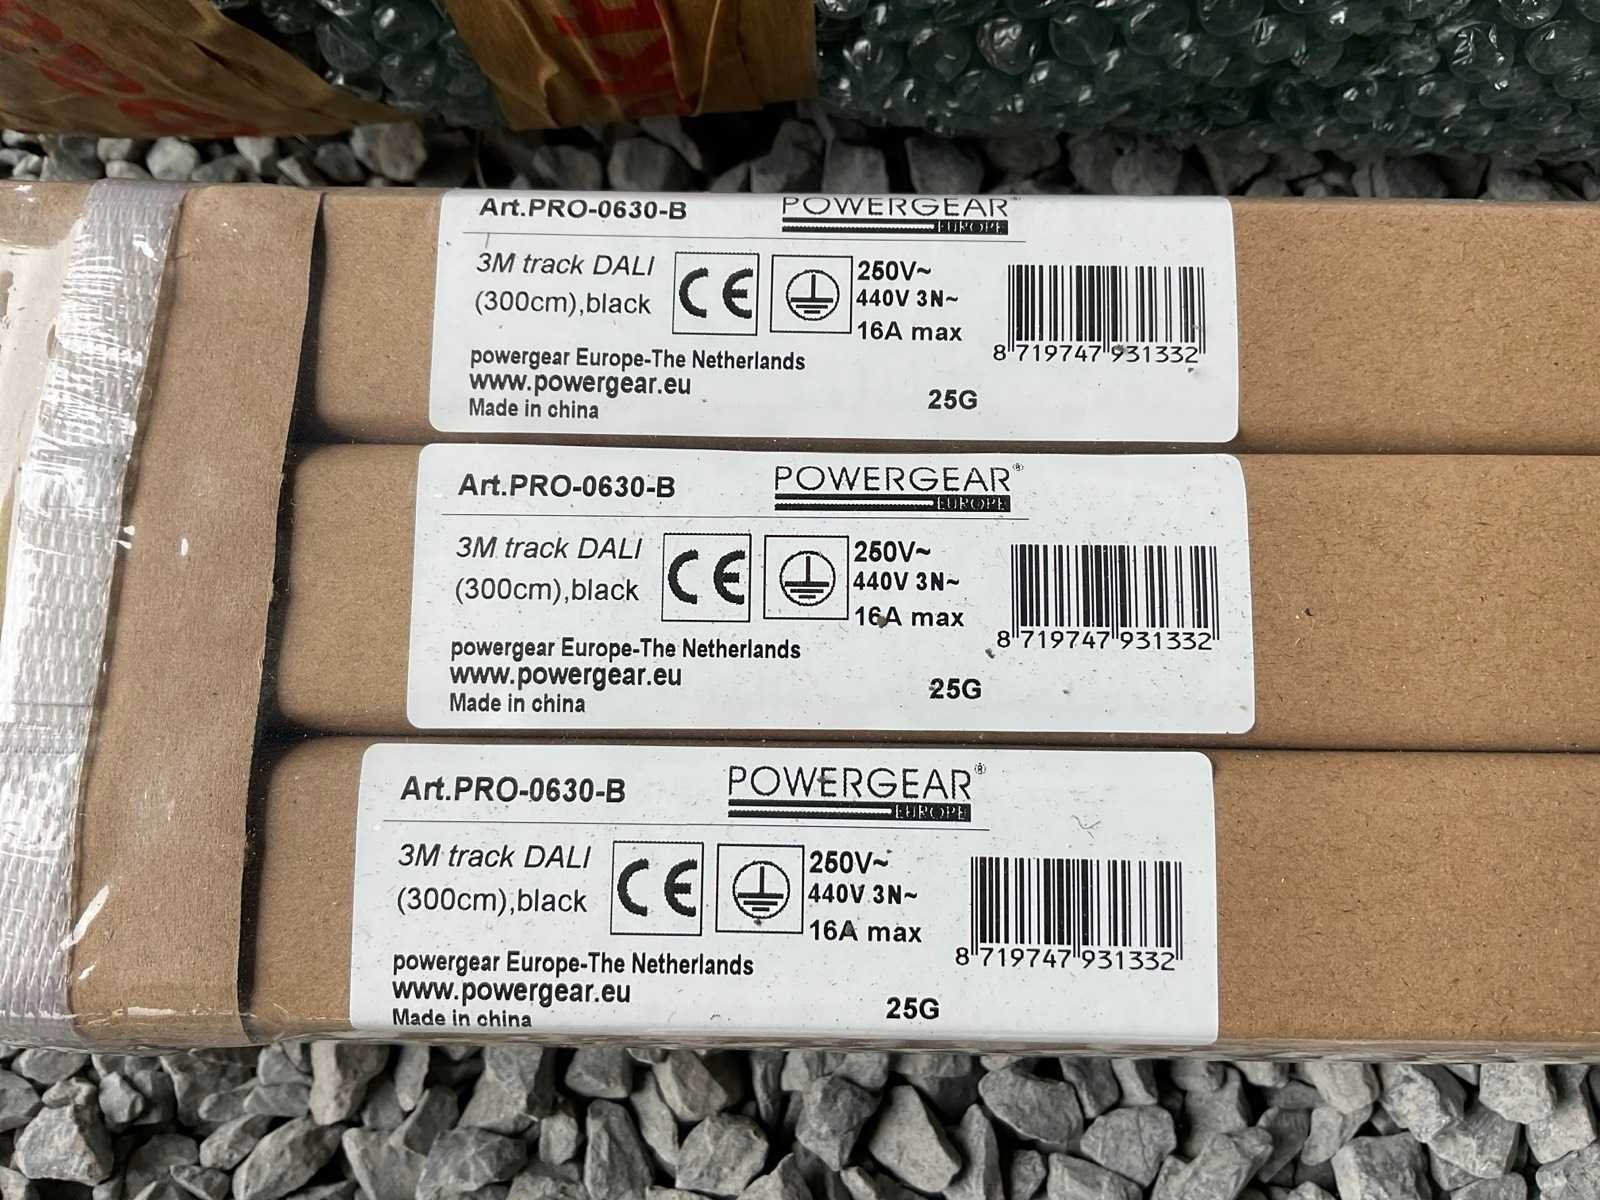 Art.PRO-0630-B
POWERGEAR®
EUROPE
3M track DALI
(300cm),black
CE
250V~
440V 3N~
16A max
8 719747 931332
powergear Europe-The Netherlands
www.powergear.eu
Made in china
25G
Art.PRO-0630-B
POWERGEAR®
EUROPE
3M track DALI
(300cm),black
CE
250V~
440V 3N~
16A max
8 719747 931332
powergear Europe-The Netherlands
www.powergear.eu
Made in china
25G
Art.PRO-0630-B
POWERGEAR®
EUROPE
3M track DALI
(300cm),black
CE
250V~
440V 3N~
16A max
8 719747 931332
powergear Europe-The Netherlands
www.powergear.eu
Made in china
25G